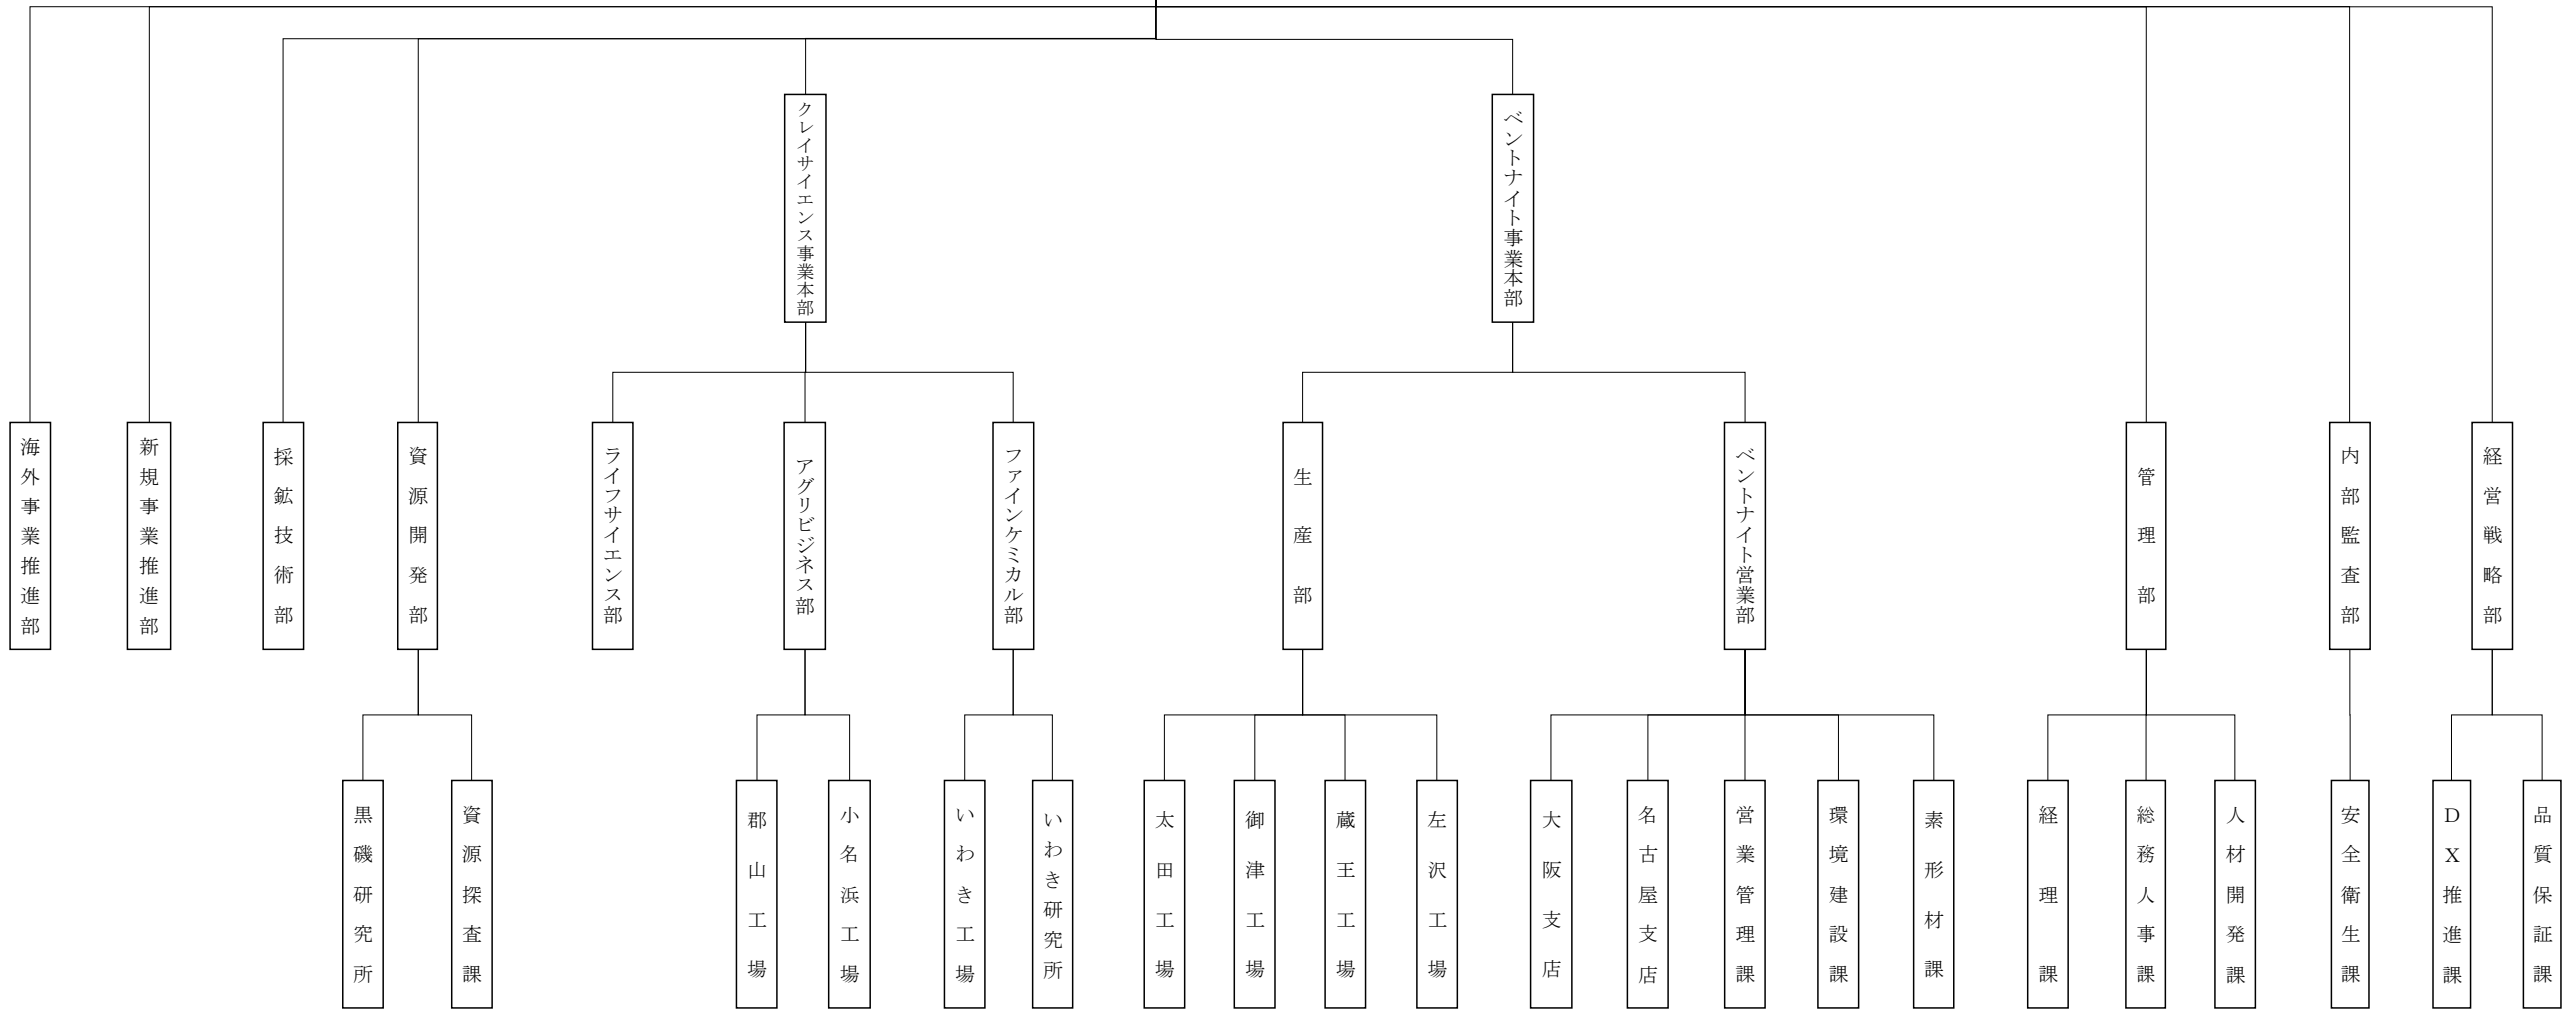 クレイサイエンス事業本部
ベントナイト事業本部
海外事業推進部
新規事業推進部
採鉱技術部
資源開発部
ライフサイエンス部
アグリビジネス部
ファインケミカル部
生産部
ベントナイト営業部
管理部
内部監査部
経営戦略部
黒磯研究所
資源探査課
郡山工場
小名浜工場
いわき工場
いわき研究所
太田工場
御津工場
蔵王工場
左沢工場
大阪支店
名古屋支店
営業管理課
環境建設課
素形材課
経理課
総務人事課
人材開発課
安全衛生課
DX推進課
品質保証課